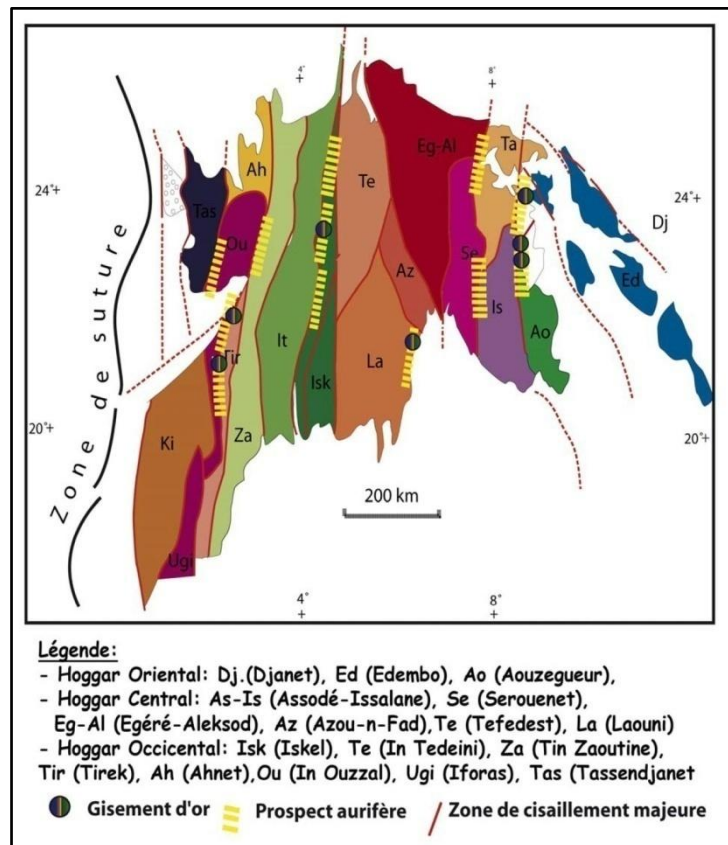 4°
8°
Ta
Eg-Al
Ah
Te
24°
24°
Tas
Dj
Ou
Se
Az
Ed
Is
Tir
It
Ao
La
Isk
20°
20°
Ki
Za
200 km
Ugi
Zone de suture
4°
8°
Légende:
- Hoggar Oriental: Dj.(Djanet), Ed (Edembo), Ao (Aouzegueur),
- Hoggar Central: As-Is (Assodé-Issalane), Se (Serouenet),
Eg-Al (Egéré-Aleksod), Az (Azou-n-Fad),Te (Tefedest), La (Laouni)
- Hoggar Occicental: Isk (Iskel), Te (In Tedeini), Za (Tin Zaoutine),
Tir (Tirek), Ah (Ahnet),Ou (In Ouzzal), Ugi (Iforas), Tas (Tassendjanet
Gisement d'or Prospect aurifère Zone de cisaillement majeure